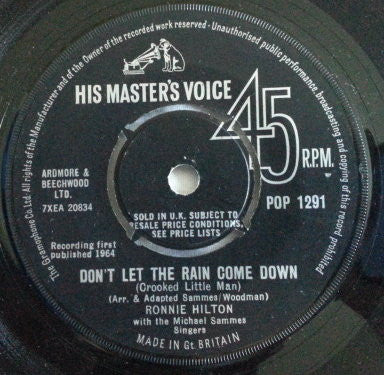 The Gramophone Co. Ltd. All rights of the Manufacturer and of the Owner of the recorded work reserved - Unauthorised public performance, broadcasting and copying of this record prohibited
HIS MASTER'S VOICE
45
R.P.M.
ARDMORE &
BEECHWOOD
LTD.
7XEA 20834
POP 1291
SOLD IN U.K. SUBJECT TO
RESALE PRICE CONDITIONS,
SEE PRICE LISTS
Recording first
published 1964
DON'T LET THE RAIN COME DOWN
(Crooked Little Man)
(Arr. & Adapted Sammes/Woodman)
RONNIE HILTON
with the Michael Sammes
Singers
MADE IN Gt. BRITAIN